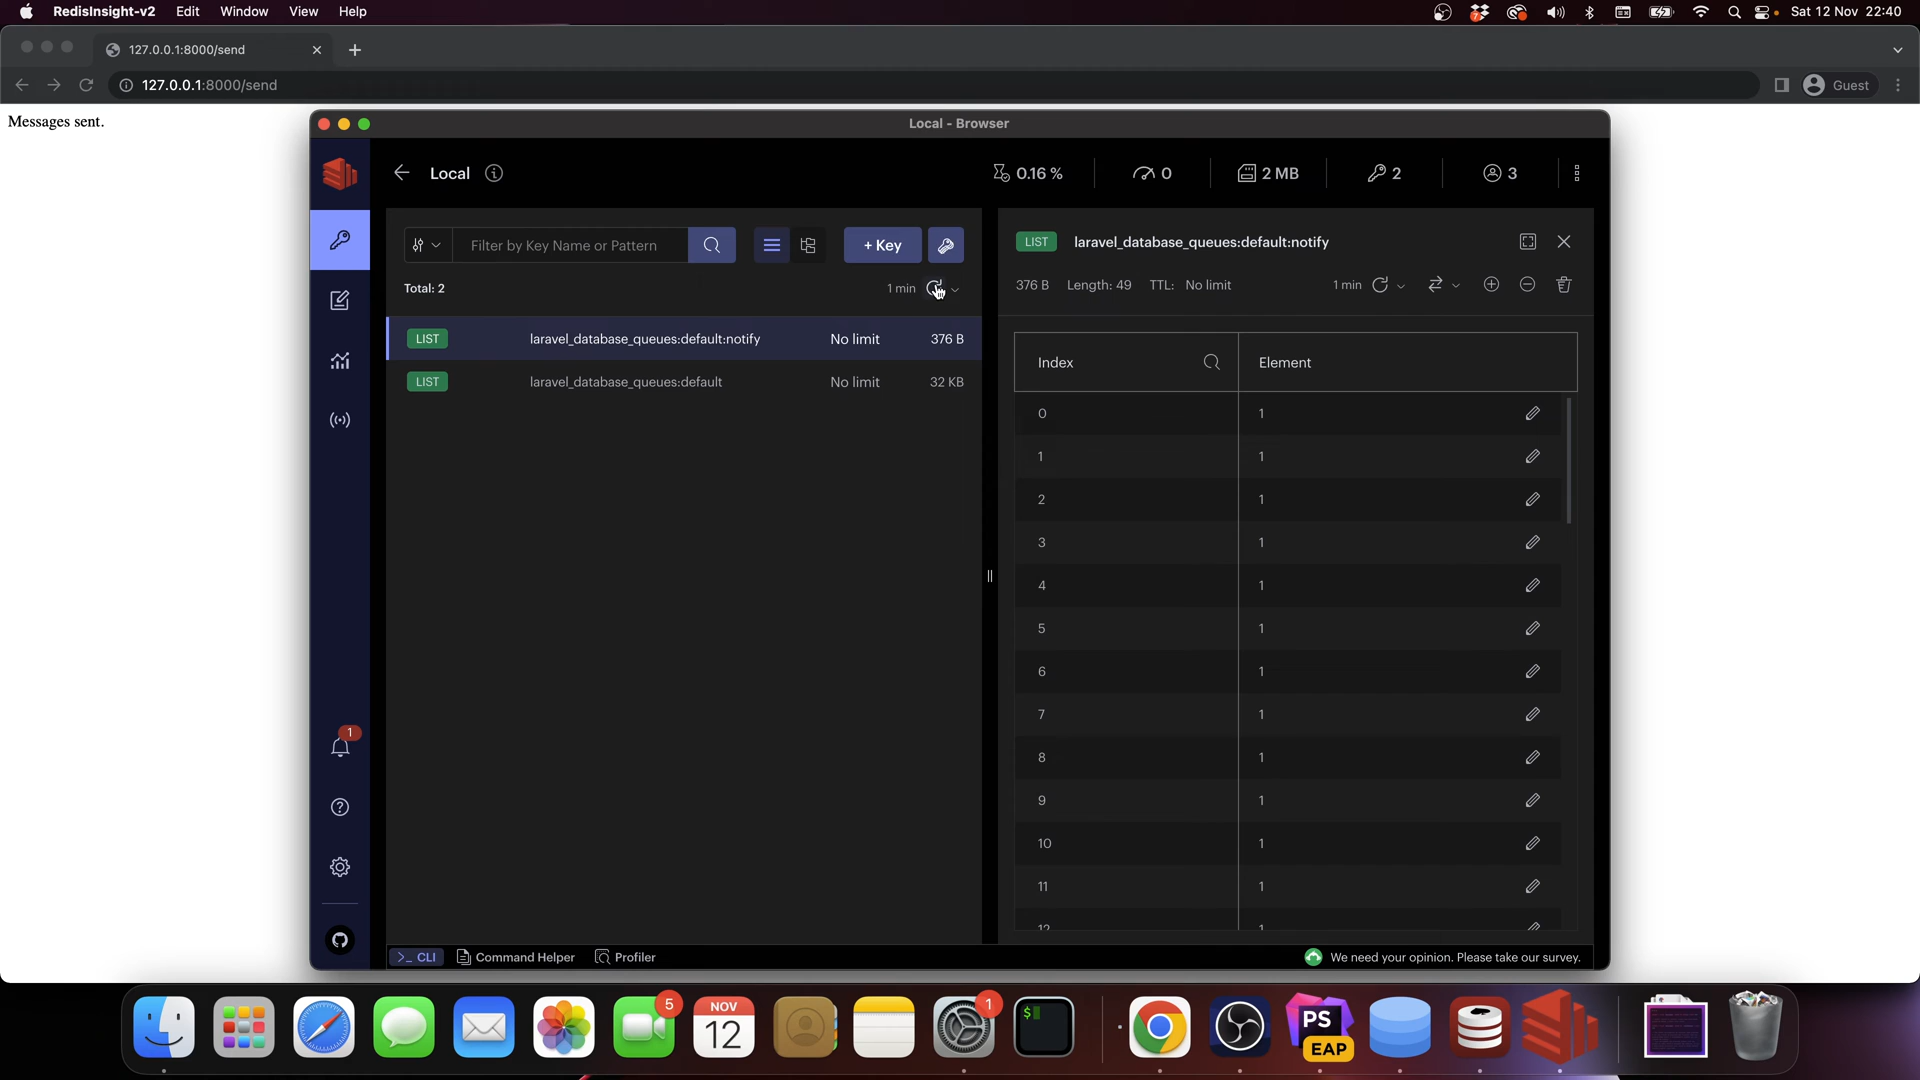 RedisInsight-v2 Edit Window View Help
7
Sat 12 Nov 22:40
127.0.0.1:8000/send
127.0.0.1:8000/send
Guest
Messages sent.
Local - Browser
Local
0.16 %
0
2 MB
2
3
Filter by Key Name or Pattern
+ Key
Total: 2
1 min
LIST laravel_database_queues:default:notify No limit 376 B
LIST laravel_database_queues:default No limit 32 KB
LIST laravel_database_queues:default:notify
376 B Length: 49 TTL: No limit 1 min
Index Element
0 1
1 1
2 1
3 1
4 1
5 1
6 1
7 1
8 1
9 1
10 1
11 1
12 1
1
>_ CLI Command Helper Profiler
We need your opinion. Please take our survey.
5
NOV
12
1
$
PS
EAP